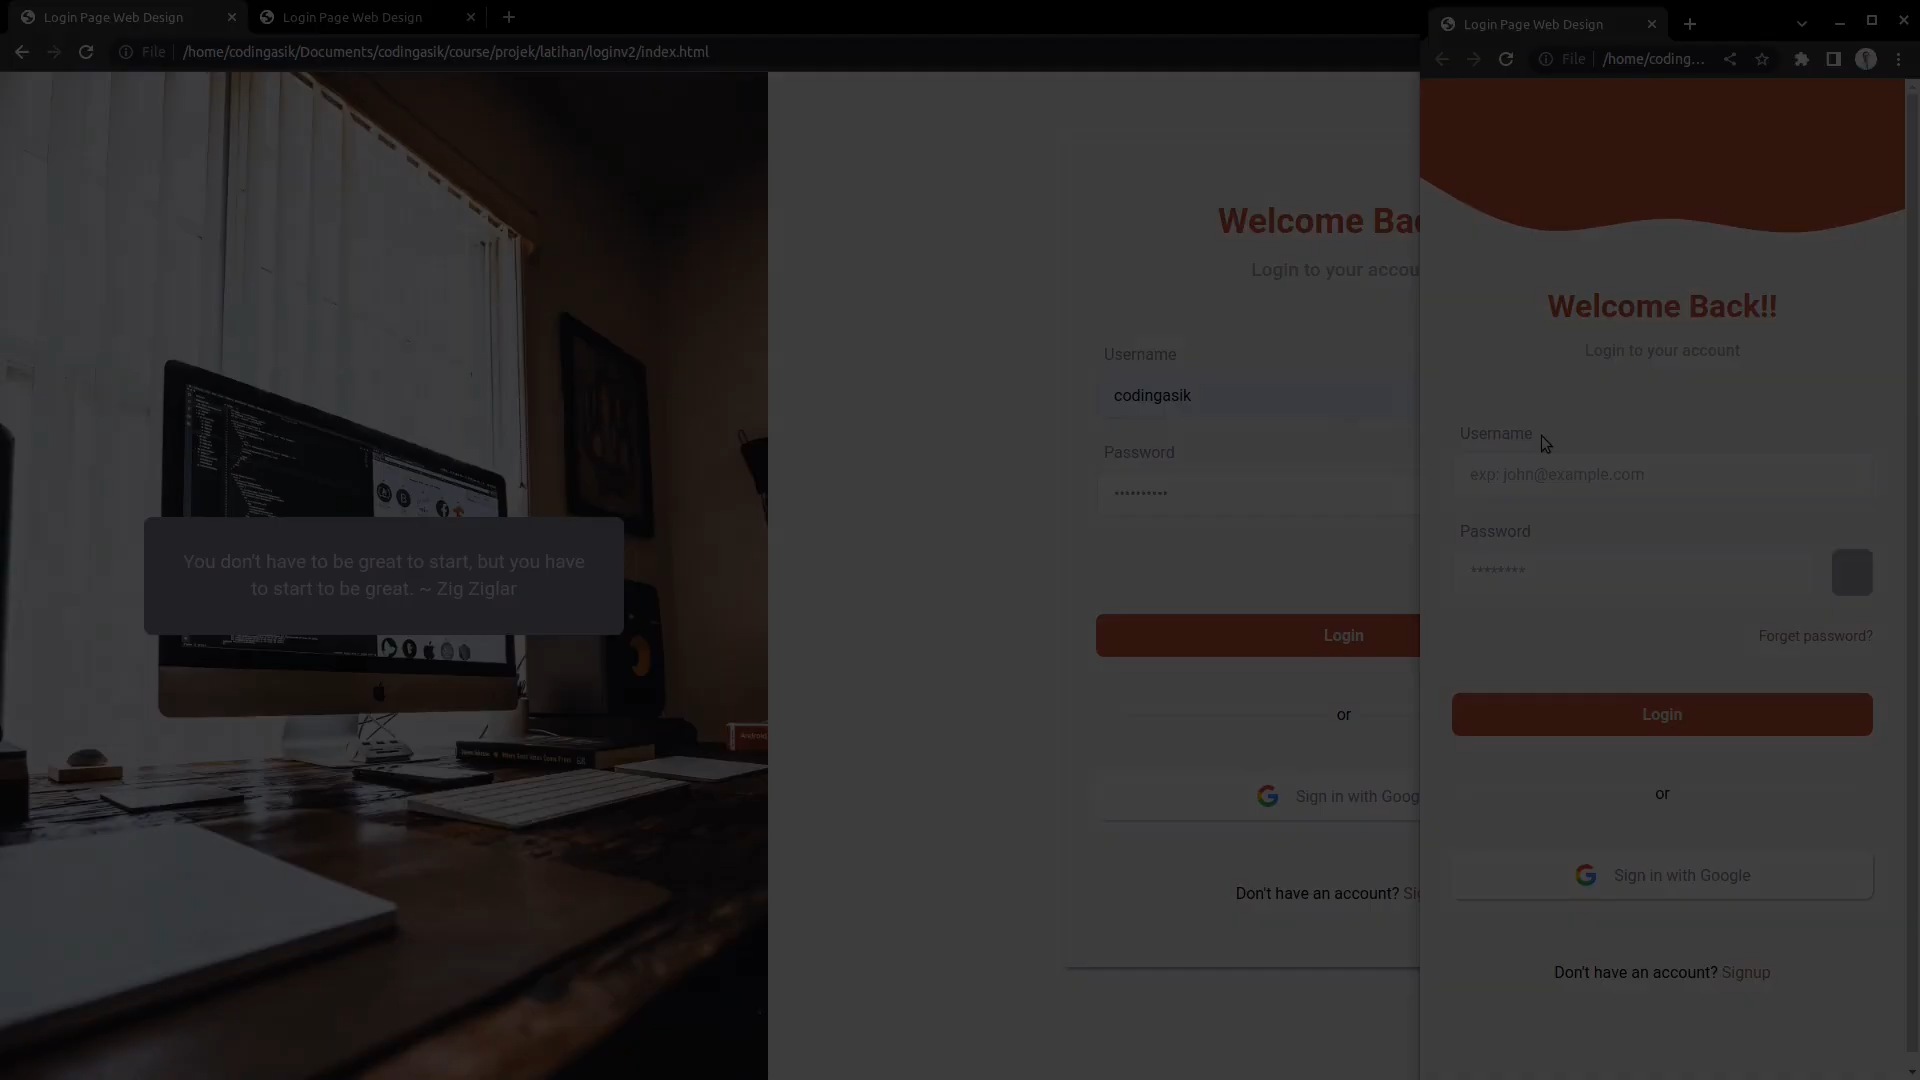 Login Page Web Design
Login Page Web Design
File
/home/codingasik/Documents/codingasik/course/projek/latihan/loginv2/index.html
You don't have to be great to start, but you have
to start to be great. ~ Zig Ziglar
Android
Welcome Bac
Login to your accou
Username
codingasik
Password
••••••••••
Login
or
Sign in with Goog
Don't have an account? Si
Login Page Web Design
File
/home/coding...
Welcome Back!!
Login to your account
Username
exp: john@example.com
Password
********
Forget password?
Login
or
Sign in with Google
Don't have an account? Signup